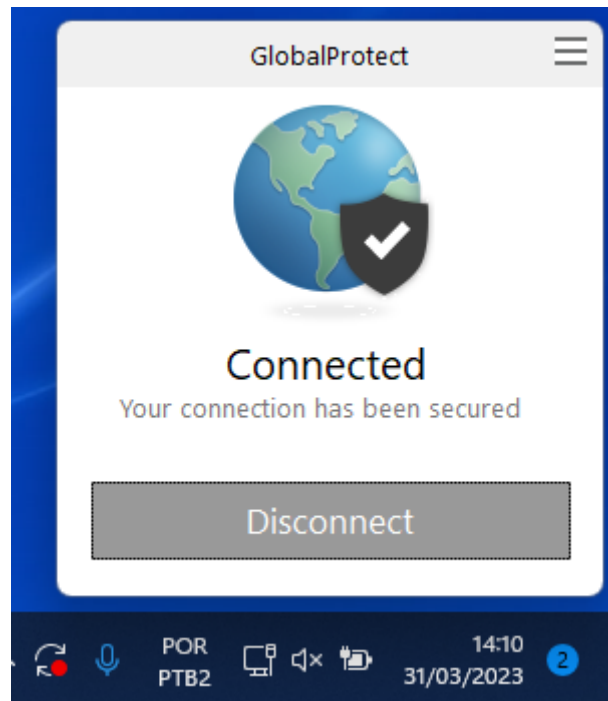 GlobalProtect
Connected
Your connection has been secured
Disconnect
POR
PTB2
14:10
31/03/2023
2